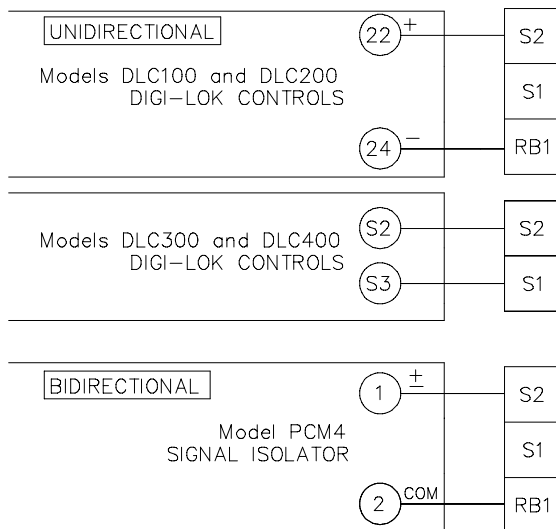 UNIDIRECTIONAL
22 + S2
Models DLC100 and DLC200
DIGI-LOK CONTROLS
S1
24 − RB1
S2 S2
Models DLC300 and DLC400
DIGI-LOK CONTROLS
S3 S1
BIDIRECTIONAL
1 ± S2
Model PCM4
SIGNAL ISOLATOR
S1
2 COM RB1